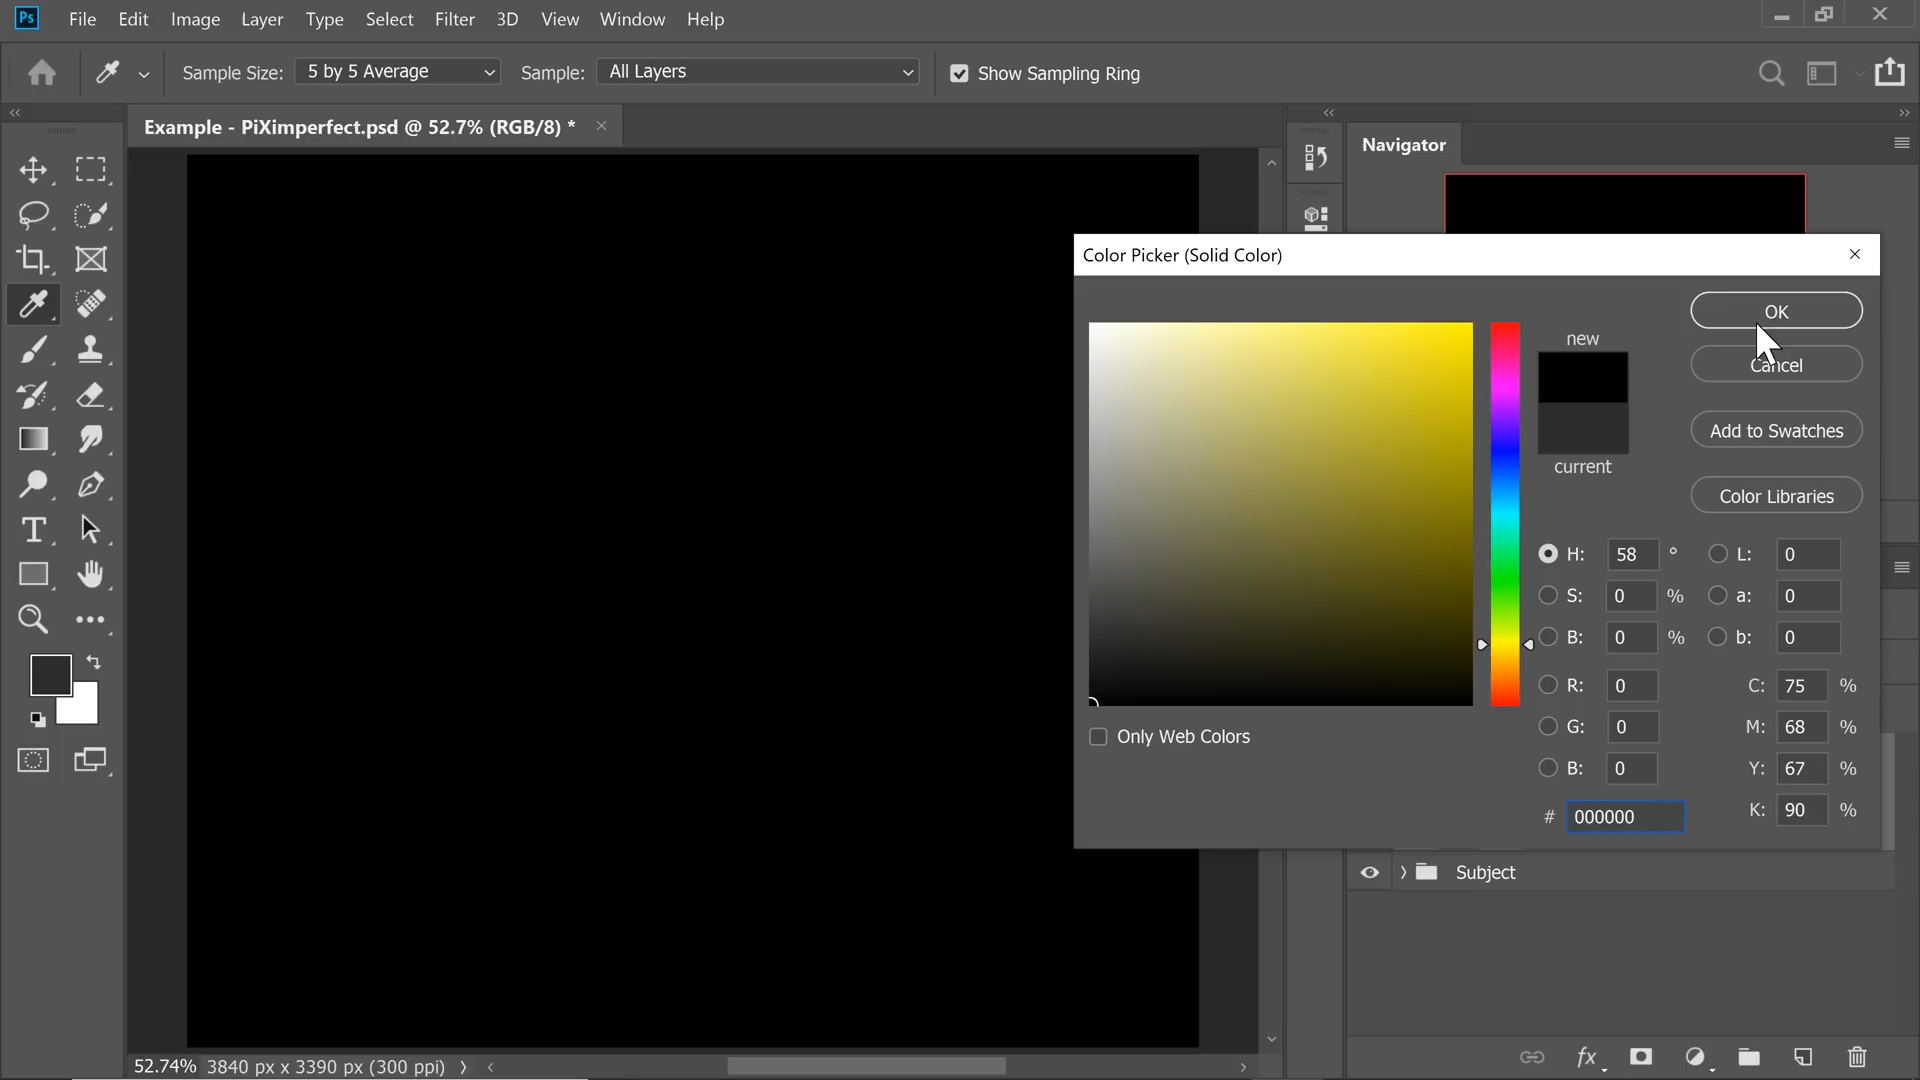 Ps File Edit Image Layer Type Select Filter 3D View Window Help
Sample Size: 5 by 5 Average Sample: All Layers Show Sampling Ring
Example - PiXimperfect.psd @ 52.7% (RGB/8) *
Navigator
Color Picker (Solid Color)
OK
new
Cancel
Add to Swatches
current
Color Libraries
H: 58 ° L: 0
S: 0 % a: 0
B: 0 % b: 0
R: 0 C: 75 %
Only Web Colors
G: 0 M: 68 %
B: 0 Y: 67 %
# 000000 K: 90 %
Subject
52.74% 3840 px x 3390 px (300 ppi)
fx